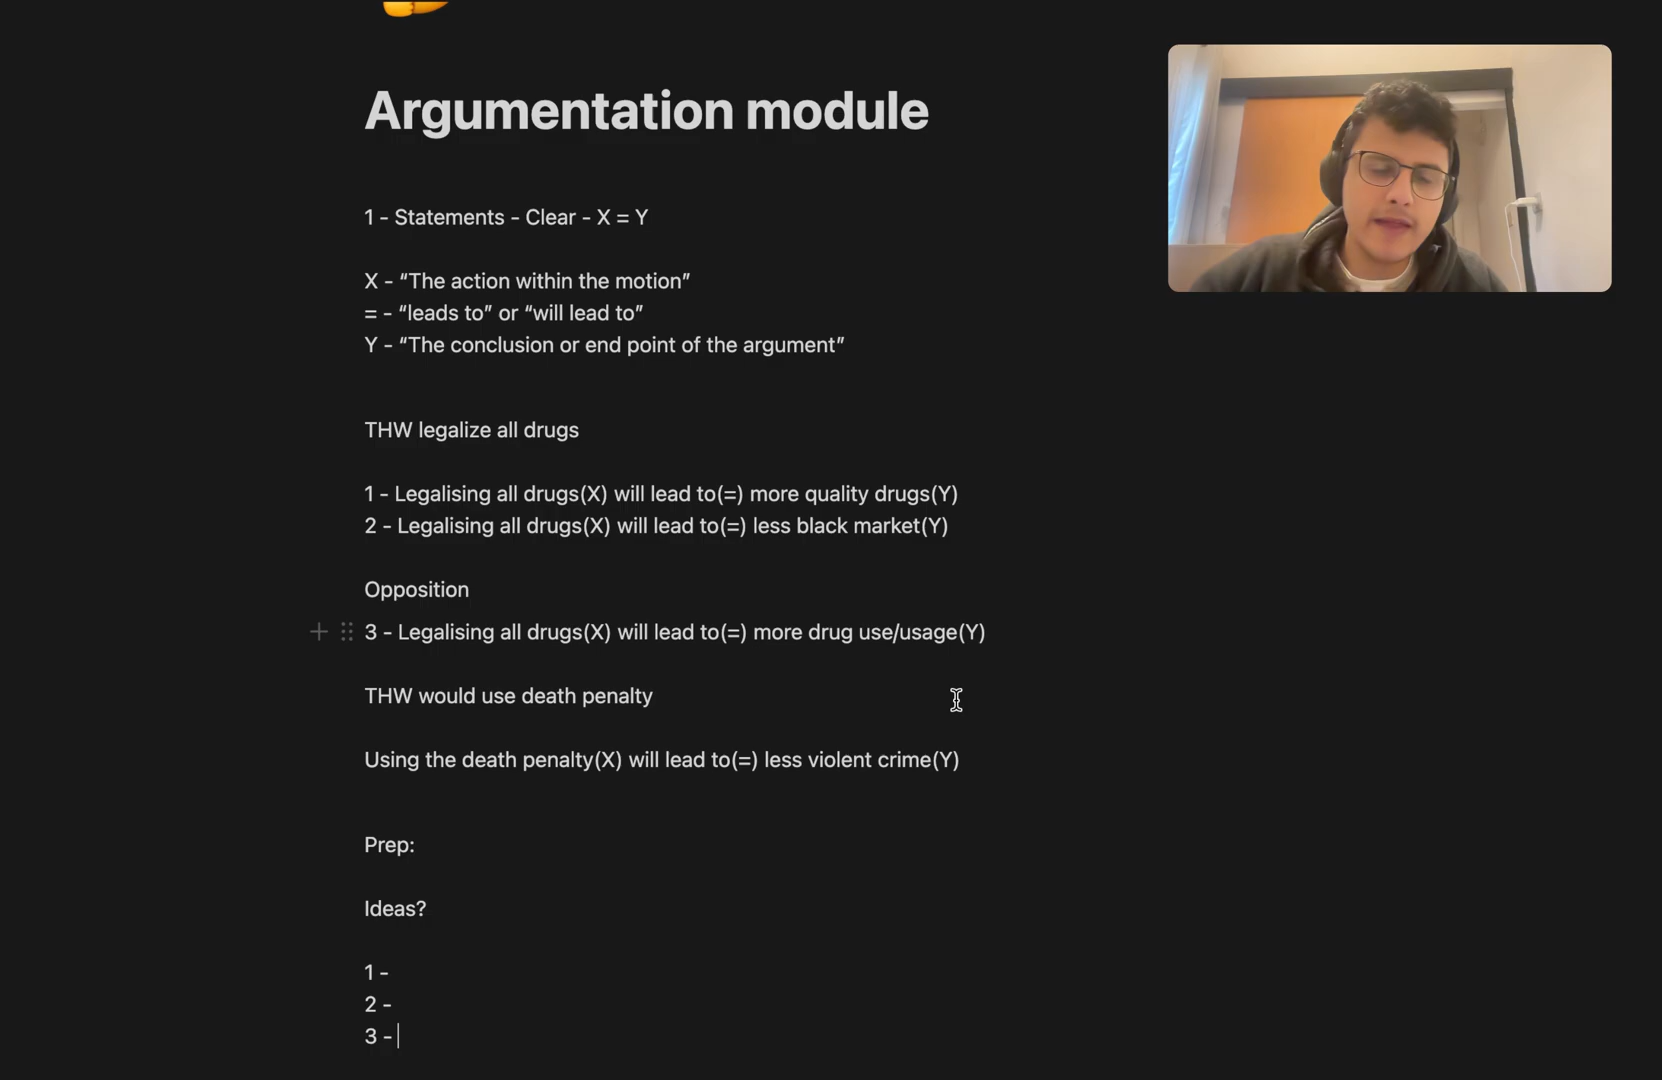 Argumentation module
1 - Statements - Clear - X = Y
X - “The action within the motion”
= - “leads to” or “will lead to”
Y - “The conclusion or end point of the argument”
THW legalize all drugs
1 - Legalising all drugs(X) will lead to(=) more quality drugs(Y)
2 - Legalising all drugs(X) will lead to(=) less black market(Y)
Opposition
3 - Legalising all drugs(X) will lead to(=) more drug use/usage(Y)
THW would use death penalty
Using the death penalty(X) will lead to(=) less violent crime(Y)
Prep:
Ideas?
1 -
2 -
3 -